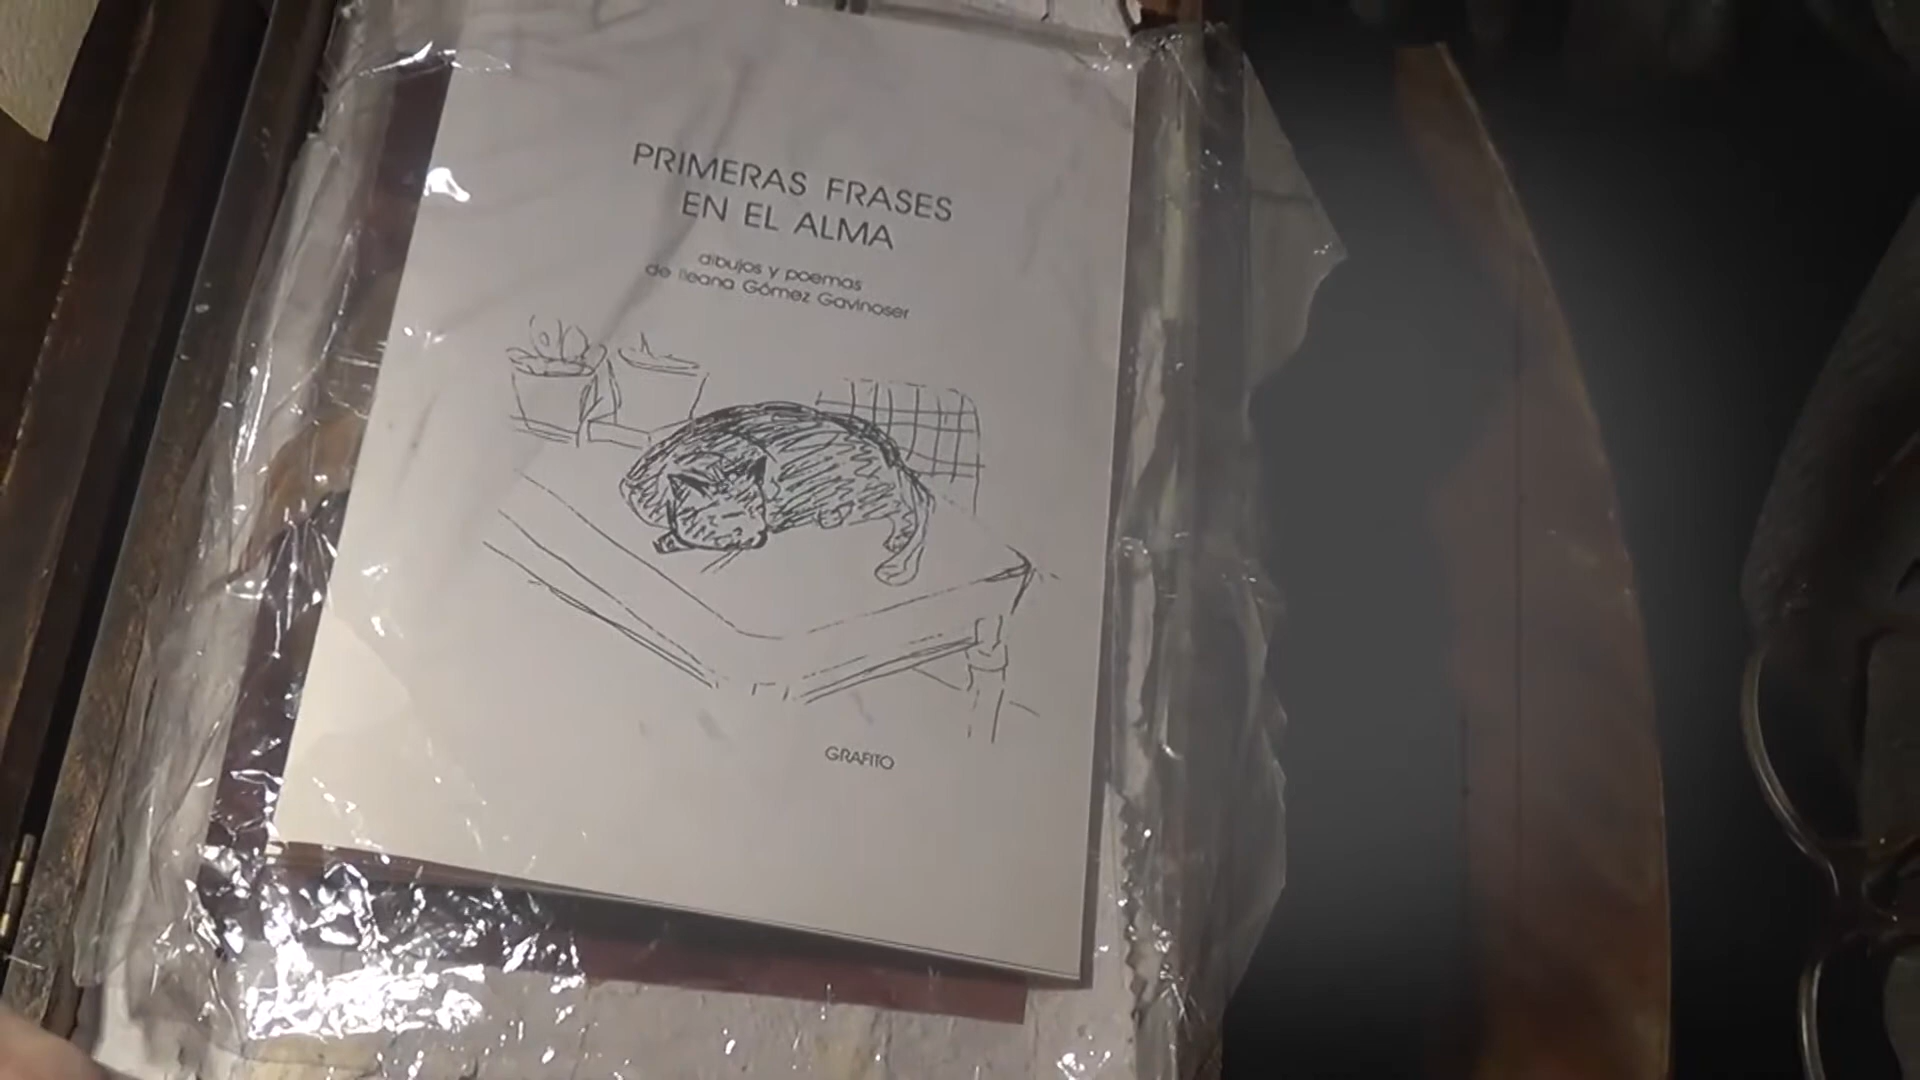 PRIMERAS FRASES
EN EL ALMA
dibujos y poemas
de Ileana Gómez Gavinoser
GRAFITO